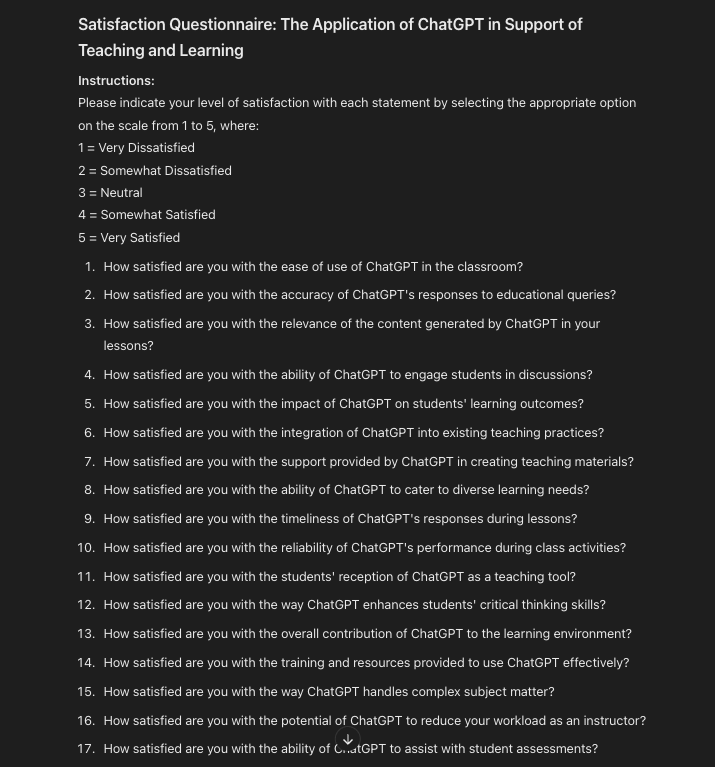 Satisfaction Questionnaire: The Application of ChatGPT in Support of
Teaching and Learning
Instructions:
Please indicate your level of satisfaction with each statement by selecting the appropriate option
on the scale from 1 to 5, where:
1 = Very Dissatisfied
2 = Somewhat Dissatisfied
3 = Neutral
4 = Somewhat Satisfied
5 = Very Satisfied
1. How satisfied are you with the ease of use of ChatGPT in the classroom?
2. How satisfied are you with the accuracy of ChatGPT's responses to educational queries?
3. How satisfied are you with the relevance of the content generated by ChatGPT in your
lessons?
4. How satisfied are you with the ability of ChatGPT to engage students in discussions?
5. How satisfied are you with the impact of ChatGPT on students' learning outcomes?
6. How satisfied are you with the integration of ChatGPT into existing teaching practices?
7. How satisfied are you with the support provided by ChatGPT in creating teaching materials?
8. How satisfied are you with the ability of ChatGPT to cater to diverse learning needs?
9. How satisfied are you with the timeliness of ChatGPT's responses during lessons?
10. How satisfied are you with the reliability of ChatGPT's performance during class activities?
11. How satisfied are you with the students' reception of ChatGPT as a teaching tool?
12. How satisfied are you with the way ChatGPT enhances students' critical thinking skills?
13. How satisfied are you with the overall contribution of ChatGPT to the learning environment?
14. How satisfied are you with the training and resources provided to use ChatGPT effectively?
15. How satisfied are you with the way ChatGPT handles complex subject matter?
16. How satisfied are you with the potential of ChatGPT to reduce your workload as an instructor?
17. How satisfied are you with the ability of ChatGPT to assist with student assessments?